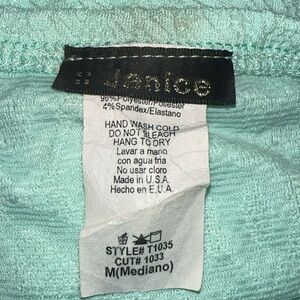 Janice
96%Polyester/Poliester
4%Spandex/Elastano
HAND WASH COLD
DO NOT BLEACH
HANG TO DRY
Lavar a mano
con agua fria
No usar cloro
Made in U.S.A.
Hecho en E.U.A.
STYLE# T1035
CUT# 1033
M(Mediano)